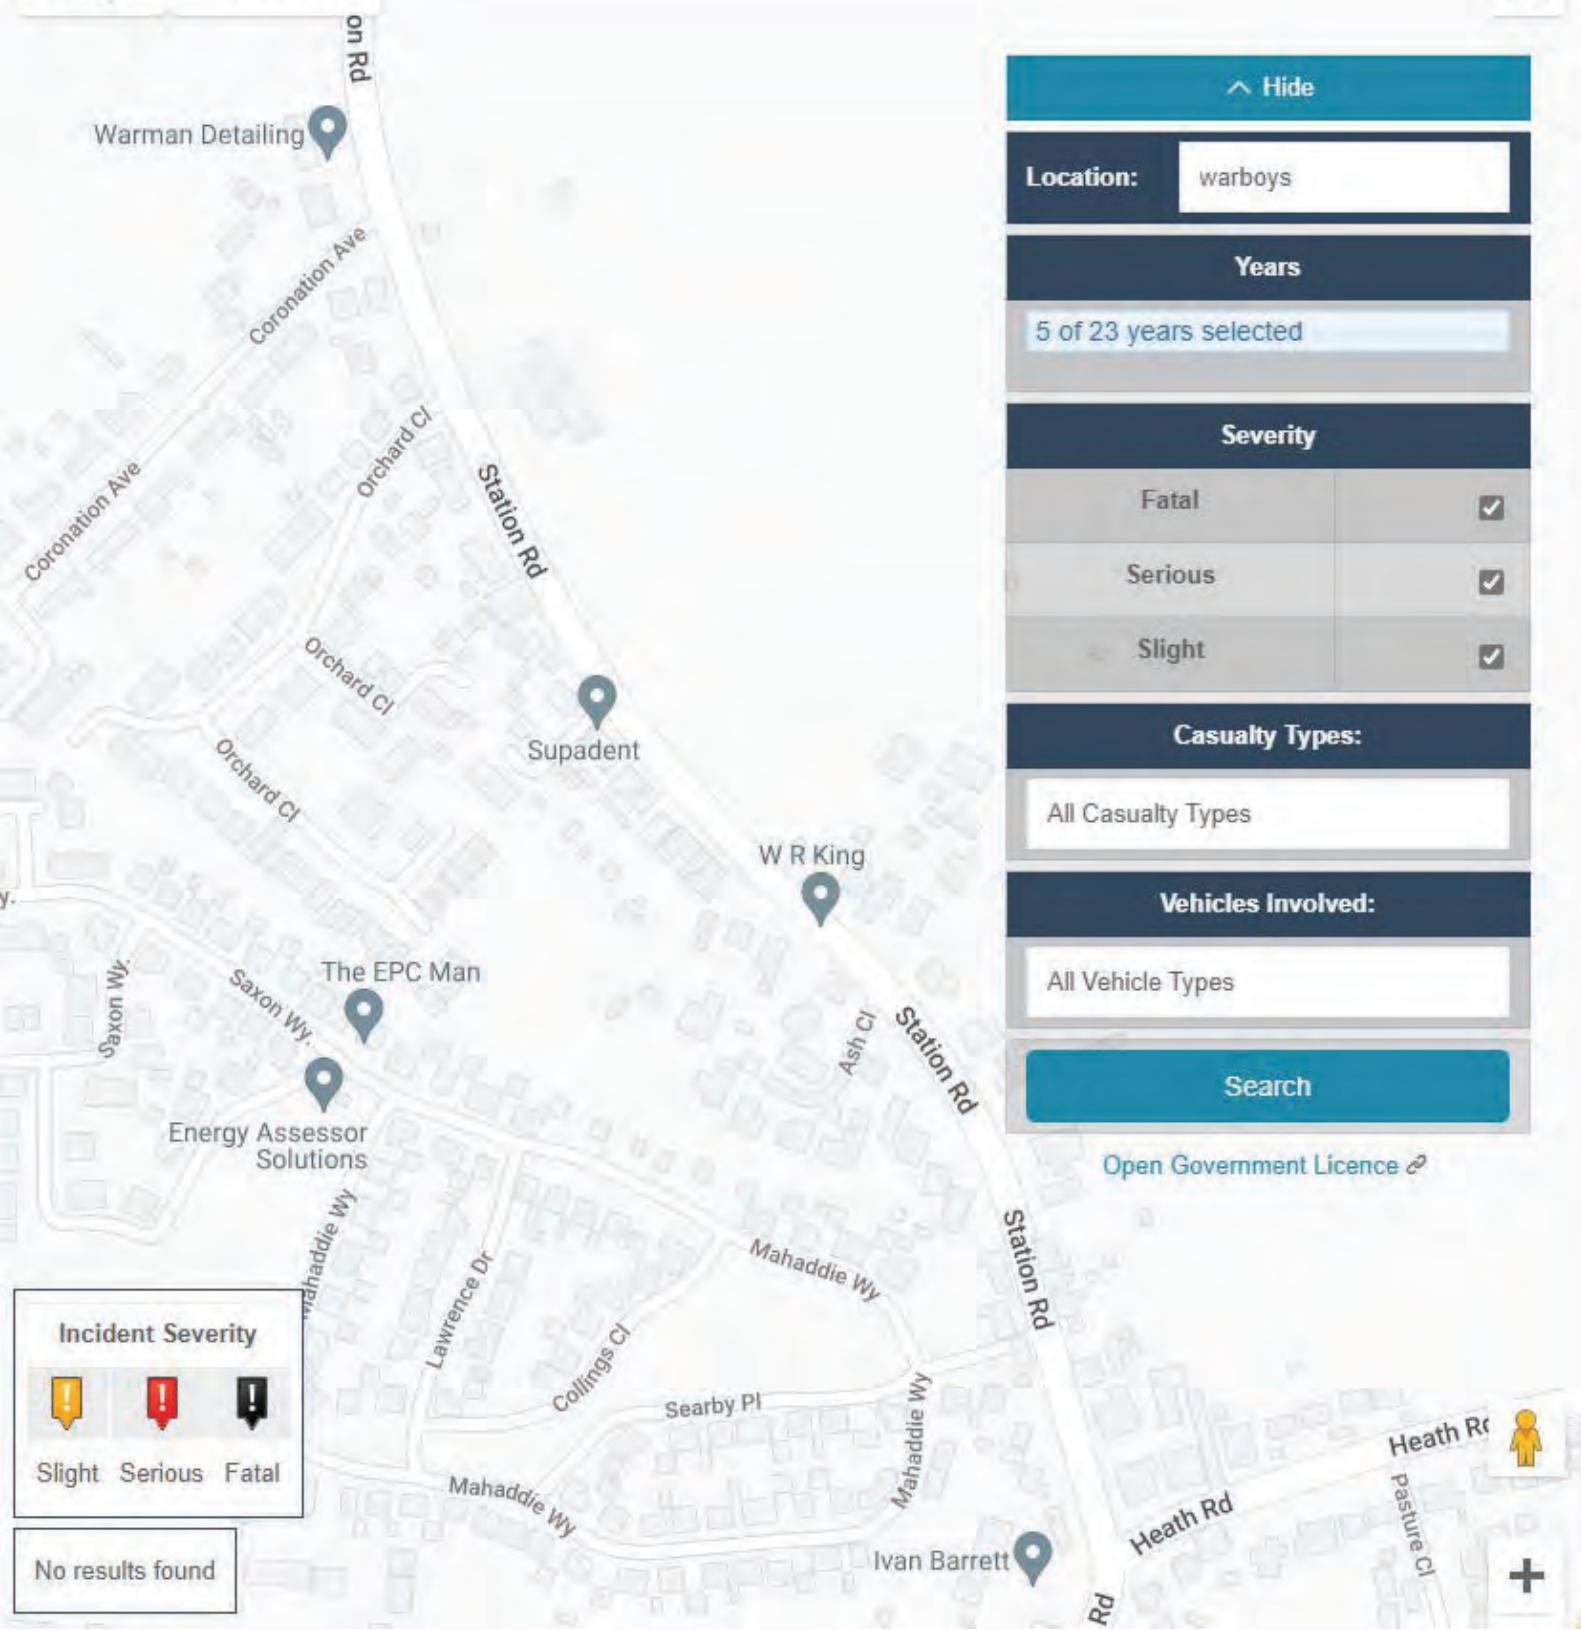 on Rd
Warman Detailing
Coronation Ave
Coronation Ave
Orchard Cl
Station Rd
Orchard Cl
Orchard Cl
Supadent
W R King
The EPC Man
Saxon Wy.
Saxon Wy.
y.
Energy Assessor
Solutions
Ash Cl
Station Rd
Mahaddie Wy
Lawrence Dr
Collings Cl
Mahaddie Wy
Station Rd
Searby Pl
Mahaddie Wy
Mahaddie Wy
Heath Rd
Heath Rd
Pasture Cl
Ivan Barrett
Rd
Hide
Location:
warboys
Years
5 of 23 years selected
Severity
Fatal
Serious
Slight
Casualty Types:
All Casualty Types
Vehicles Involved:
All Vehicle Types
Search
Open Government Licence
Incident Severity
Slight Serious Fatal
No results found